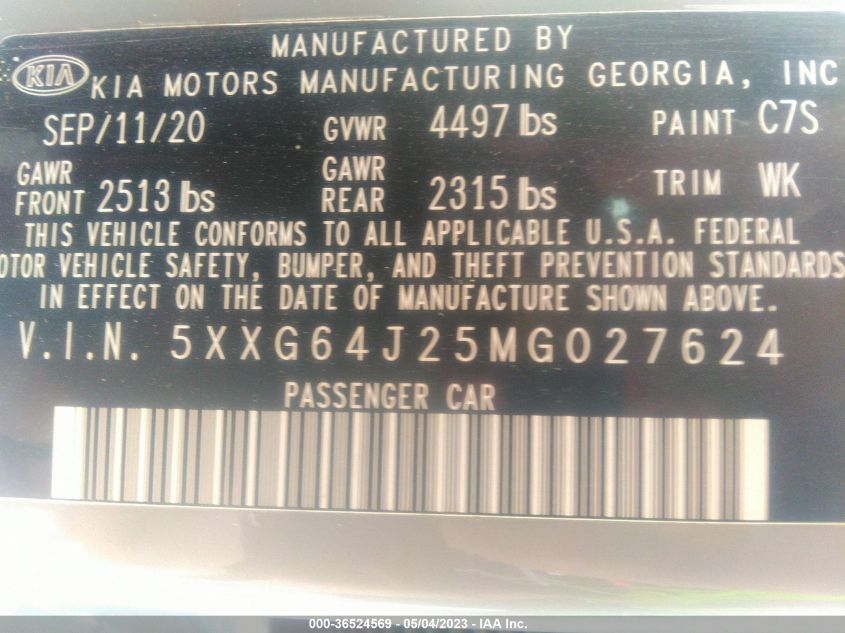 MANUFACTURED BY
KIA KIA MOTORS MANUFACTURING GEORGIA, INC
SEP/11/20 GVWR 4497 lbs PAINT C7S
GAWR FRONT 2513 lbs GAWR REAR 2315 lbs TRIM WK
THIS VEHICLE CONFORMS TO ALL APPLICABLE U.S.A. FEDERAL
OTOR VEHICLE SAFETY, BUMPER, AND THEFT PREVENTION STANDARDS
IN EFFECT ON THE DATE OF MANUFACTURE SHOWN ABOVE.
V.I.N. 5XXG64J25MG027624
PASSENGER CAR
000-36524569 - 05/04/2023 - IAA Inc.